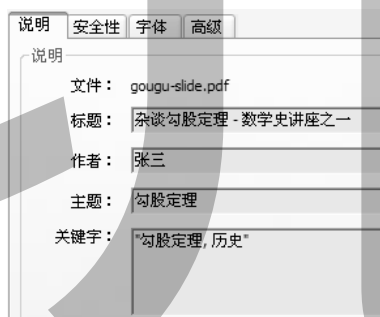 说明 安全性 字体 高级
说明
文件： gougu-slide.pdf
标题： 杂谈勾股定理 - 数学史讲座之一
作者： 张三
主题： 勾股定理
关键字： "勾股定理, 历史"